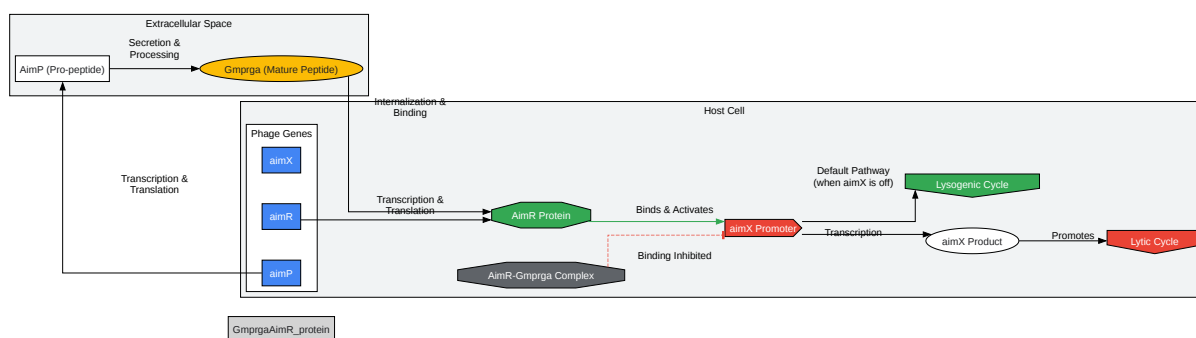 Extracellular Space
Secretion &
Processing
AimP (Pro-peptide)
Gmprga (Mature Peptide)
Internalization &
Binding
Host Cell
Phage Genes
aimX
aimR
aimP
Transcription &
Translation
Transcription &
Translation
AimR Protein
Binds & Activates
AimR-Gmprga Complex
Binding Inhibited
aimX Promoter
Default Pathway
(when aimX is off)
Lysogenic Cycle
Transcription
aimX Product
Promotes
Lytic Cycle
GmprgaAimR_protein